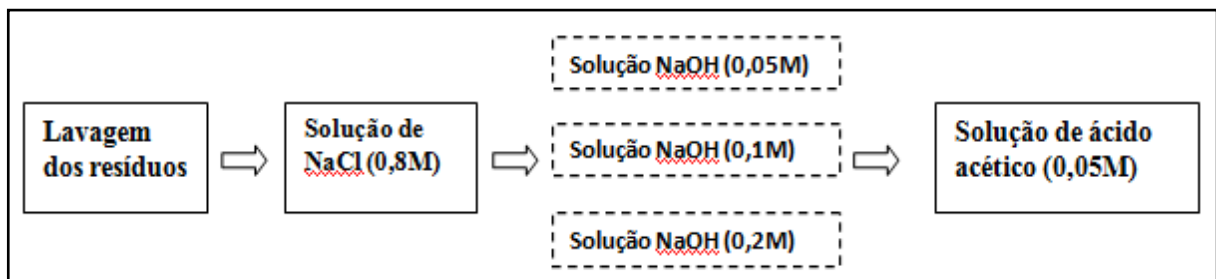 Lavagem
dos resíduos
Solução de
NaCl (0,8M)
Solução NaOH (0,05M)
Solução NaOH (0,1M)
Solução NaOH (0,2M)
Solução de ácido
acético (0,05M)